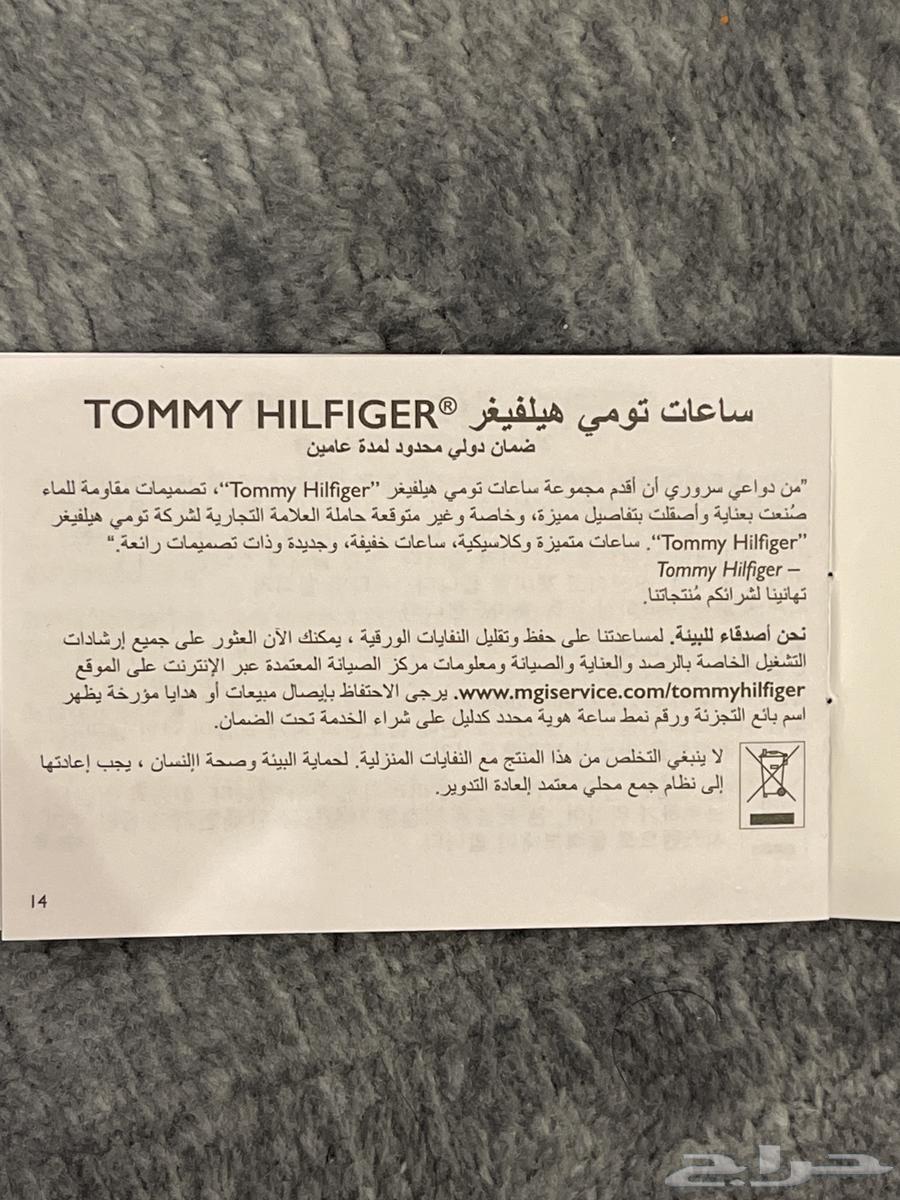 ساعات تومي هيلفيغر TOMMY HILFIGER®
ضمان دولي محدود لمدة عامين
”من دواعي سروري أن أقدم مجموعة ساعات تومي هيلفيغر ”Tommy Hilfiger“، تصميمات مقاومة للماء
صُنعت بعناية وأصقلت بتفاصيل مميزة، وخاصة وغير متوقعة حاملة العلامة التجارية لشركة تومي هيلفيغر
”Tommy Hilfiger“. ساعات متميزة وكلاسيكية، ساعات خفيفة، وجديدة وذات تصميمات رائعة.“
Tommy Hilfiger –
تهانينا لشرائكم مُنتجاتنا.
نحن أصدقاء للبيئة. لمساعدتنا على حفظ وتقليل النفايات الورقية ، يمكنك الآن العثور على جميع إرشادات
التشغيل الخاصة بالرصد والعناية والصيانة ومعلومات مركز الصيانة المعتمدة عبر الإنترنت على الموقع
www.mgiservice.com/tommyhilfiger. يرجى الاحتفاظ بإيصال مبيعات أو هدايا مؤرخة يظهر
اسم بائع التجزئة ورقم نمط ساعة هوية محدد كدليل على شراء الخدمة تحت الضمان.
لا ينبغي التخلص من هذا المنتج مع النفايات المنزلية. لحماية البيئة وصحة اإلنسان ، يجب إعادتها
إلى نظام جمع محلي معتمد إلعادة التدوير.
14
حراج